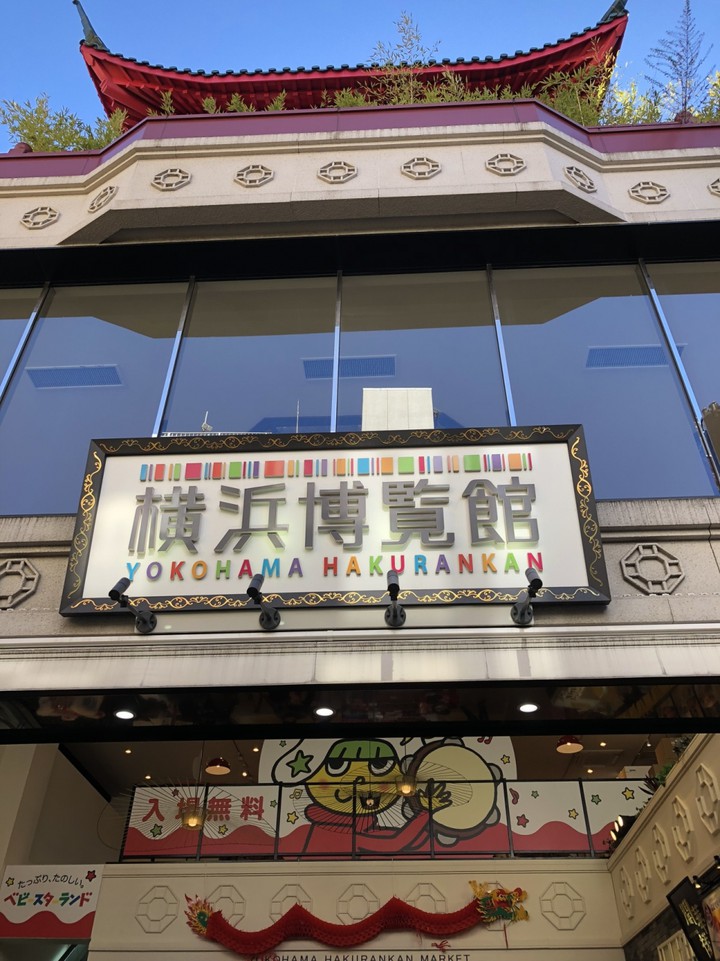 横浜博覧館
YOKOHAMA HAKURANKAN
入場無料
たっぷり、たのしい。
ベビースターランド
YOKOHAMA HAKURANKAN MARKET